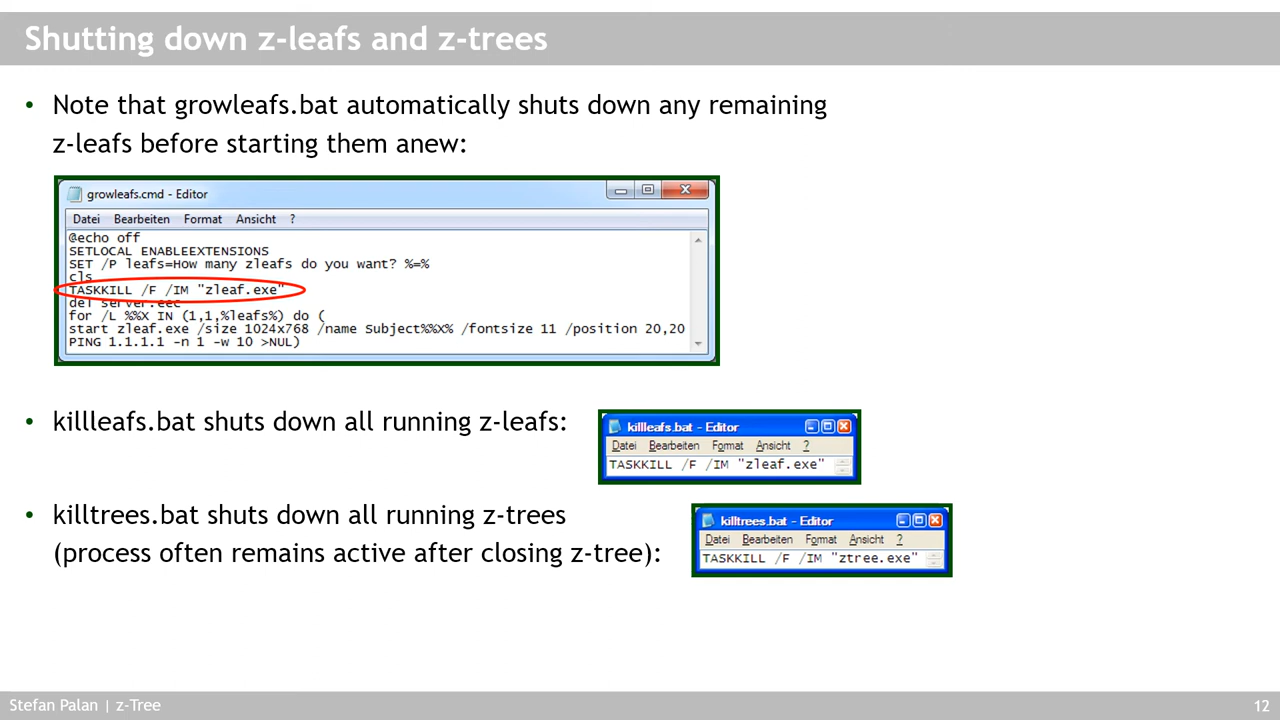 Shutting down z-leafs and z-trees
• Note that growleafs.bat automatically shuts down any remaining
z-leafs before starting them anew:
growleafs.cmd - Editor
Datei Bearbeiten Format Ansicht ?
@echo off
SETLOCAL ENABLEEXTENSIONS
SET /P leafs=How many zleafs do you want? %=%
cls
TASKKILL /F /IM "zleaf.exe"
del server.eec
for /L %%X IN (1,1,%leafs%) do (
start zleaf.exe /size 1024x768 /name Subject%%X% /fontsize 11 /position 20,20
PING 1.1.1.1 -n 1 -w 10 >NUL)
• killleafs.bat shuts down all running z-leafs:
killleafs.bat - Editor
Datei Bearbeiten Format Ansicht ?
TASKKILL /F /IM "zleaf.exe"
• killtrees.bat shuts down all running z-trees
(process often remains active after closing z-tree):
killtrees.bat - Editor
Datei Bearbeiten Format Ansicht ?
TASKKILL /F /IM "ztree.exe"
Stefan Palan | z-Tree
12